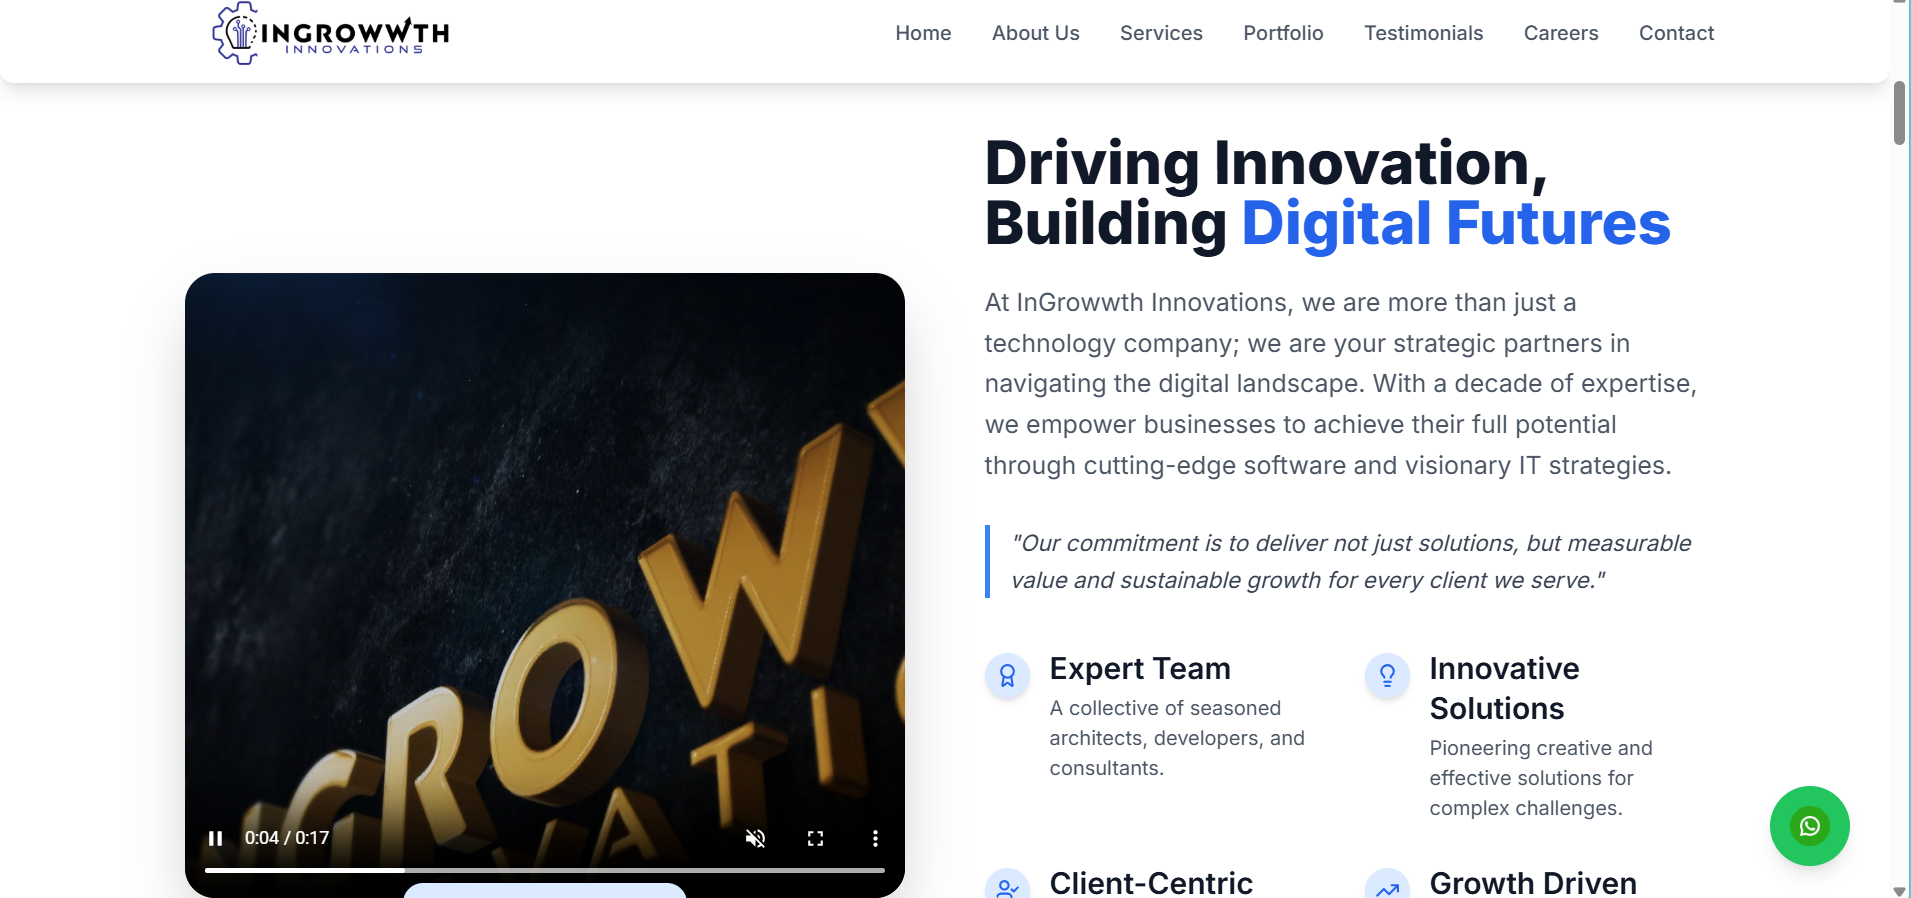 INGROWWTH
INNOVATIONS
Home
About Us
Services
Portfolio
Testimonials
Careers
Contact
Driving Innovation,
Building Digital Futures
At InGrowwth Innovations, we are more than just a
technology company; we are your strategic partners in
navigating the digital landscape. With a decade of expertise,
we empower businesses to achieve their full potential
through cutting-edge software and visionary IT strategies.
"Our commitment is to deliver not just solutions, but measurable
value and sustainable growth for every client we serve."
Expert Team
A collective of seasoned
architects, developers, and
consultants.
Innovative
Solutions
Pioneering creative and
effective solutions for
complex challenges.
Client-Centric
Growth Driven
GROW
VATI
0:04 / 0:17